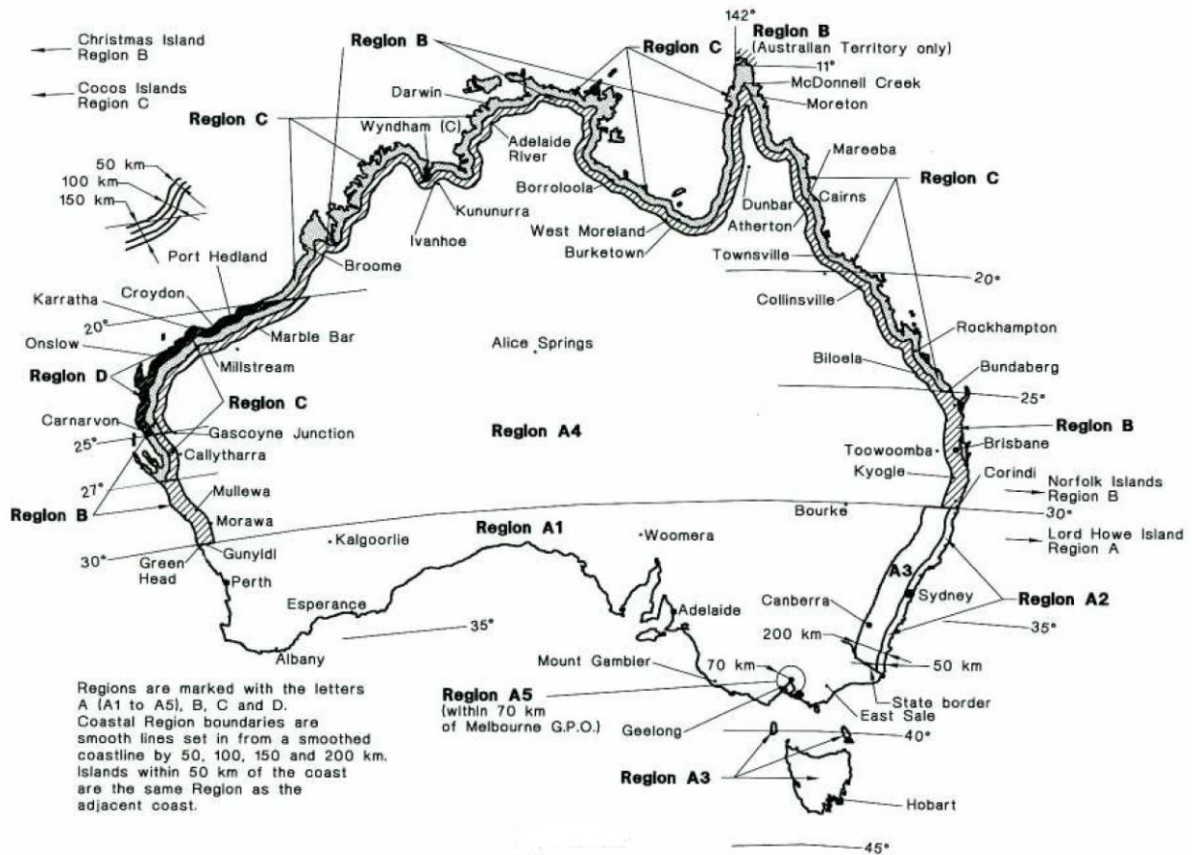 142°
Region B
(Australian Territory only)
11°
Christmas Island
Region B
Cocos Islands
Region C
Region B
Region C
McDonnell Creek
Moreton
Darwin
Region C
Wyndham (C)
Adelaide
River
Mareeba
Region C
50 km
100 km
150 km
Borroloola
Dunbar
Cairns
Kununurra
Atherton
West Moreland
Ivanhoe
Burketown
Townsville
Port Hedland
Broome
20°
Karratha
Croydon
Collinsville
20°
Marble Bar
Rockhampton
Onslow
Alice Springs
Millstream
Biloela
Bundaberg
Region D
25°
Region C
Carnarvon
Gascoyne Junction
Region A4
Region B
25°
Toowoomba
Brisbane
Callytharra
Kyogle
Corindi
27°
Norfolk Islands
Region B
Mullewa
Region B
Bourke
30°
Morawa
Region A1
Kalgoorlie
Woomera
Lord Howe Island
Region A
30°
Gunyidi
Green
Head
A3
Perth
Sydney
Esperance
Adelaide
Canberra
Region A2
35°
35°
200 km
Albany
Mount Gambier
70 km
50 km
Region A5
(within 70 km
of Melbourne G.P.O.)
State border
East Sale
Geelong
40°
Regions are marked with the letters
A (A1 to A5), B, C and D.
Coastal Region boundaries are
smooth lines set in from a smoothed
coastline by 50, 100, 150 and 200 km.
Islands within 50 km of the coast
are the same Region as the
adjacent coast.
Region A3
Hobart
45°